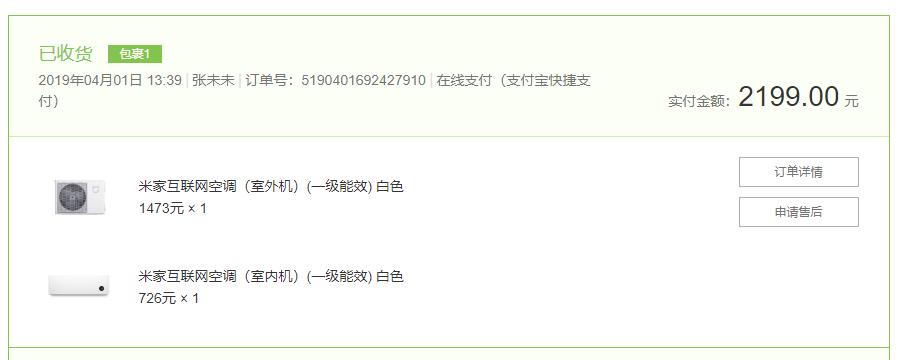 已收货 包裹1
2019年04月01日 13:39 | 张未未 | 订单号：5190401692427910 | 在线支付（支付宝快捷支
付）
实付金额：2199.00 元
订单详情
米家互联网空调（室外机）(一级能效) 白色
1473元 × 1
申请售后
米家互联网空调（室内机）(一级能效) 白色
726元 × 1